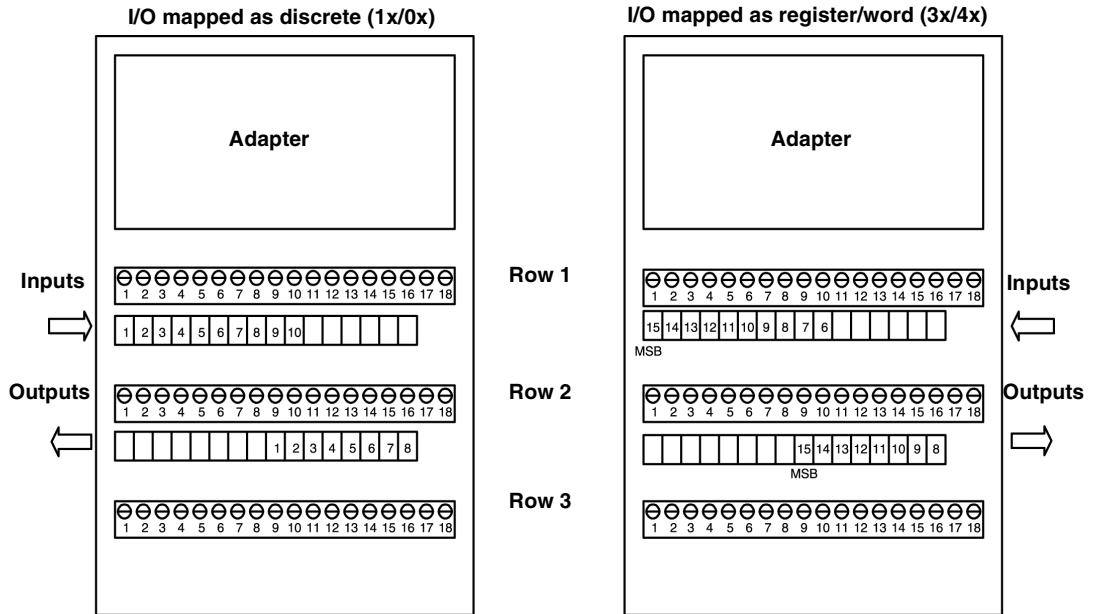 I/O mapped as discrete (1x/0x)
I/O mapped as register/word (3x/4x)
Adapter
Adapter
Inputs
Row 1
Inputs
1 2 3 4 5 6 7 8 9 10 11 12 13 14 15 16 17 18
1 2 3 4 5 6 7 8 9 10 11 12 13 14 15 16 17 18
1 2 3 4 5 6 7 8 9 10
15 14 13 12 11 10 9 8 7 6
MSB
Outputs
Row 2
Outputs
1 2 3 4 5 6 7 8 9 10 11 12 13 14 15 16 17 18
1 2 3 4 5 6 7 8 9 10 11 12 13 14 15 16 17 18
1 2 3 4 5 6 7 8
15 14 13 12 11 10 9 8
MSB
Row 3
1 2 3 4 5 6 7 8 9 10 11 12 13 14 15 16 17 18
1 2 3 4 5 6 7 8 9 10 11 12 13 14 15 16 17 18